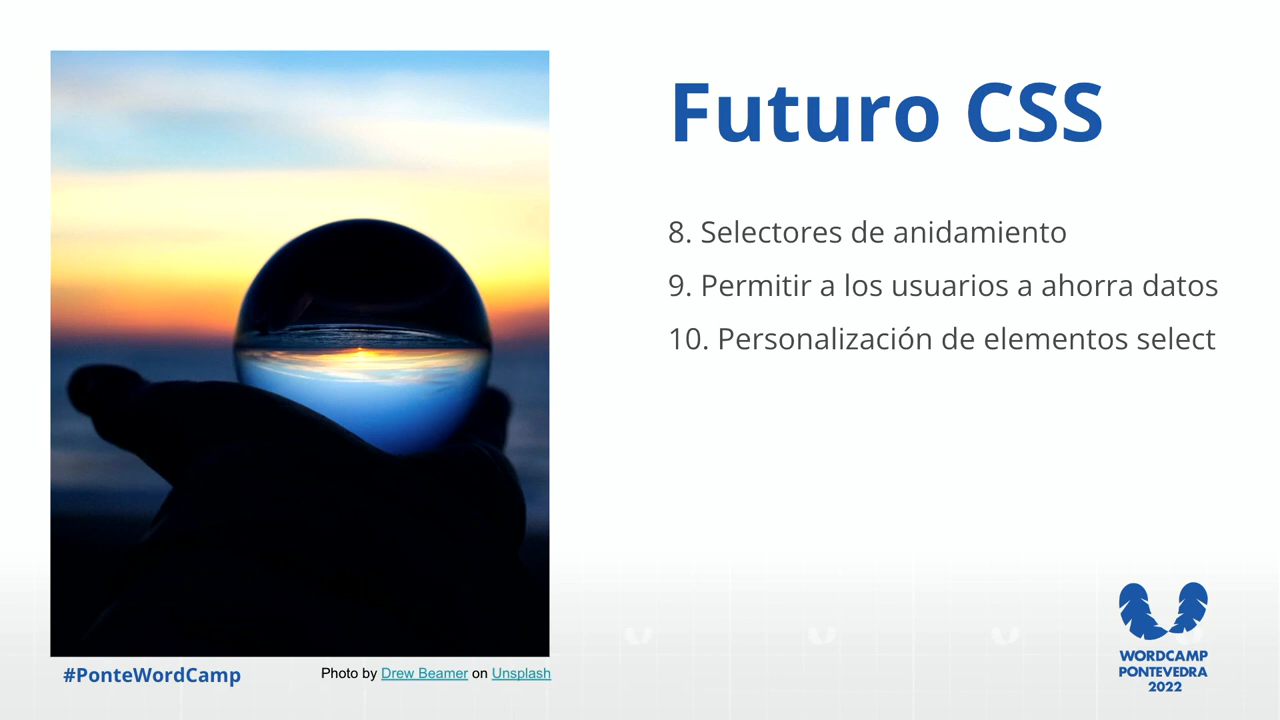 Futuro CSS
8. Selectores de anidamiento
9. Permitir a los usuarios a ahorra datos
10. Personalización de elementos select
#PonteWordCamp
Photo by Drew Beamer on Unsplash
WORDCAMP
PONTEVEDRA
2022